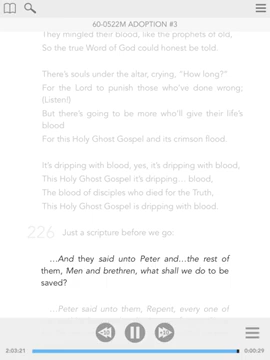 60-0522M ADOPTION #3
They mingled their blood, like the prophets of old,
So the true Word of God could honest be told.
There's souls under the altar, crying, "How long?"
For the Lord to punish those who've done wrong;
(Listen!)
But there's going to be more who'll give their life's
blood
For this Holy Ghost Gospel and its crimson flood.
It's dripping with blood, yes, it's dripping with blood,
This Holy Ghost Gospel it's dripping... blood,
The blood of disciples who died for the Truth,
This Holy Ghost Gospel is dripping with blood.
226 Just a scripture before we go:
...And they said unto Peter and...the rest of
them, Men and brethren, what shall we do to be
saved?
...Peter said unto them, Repent, every one of
2:03:21
0:00:29